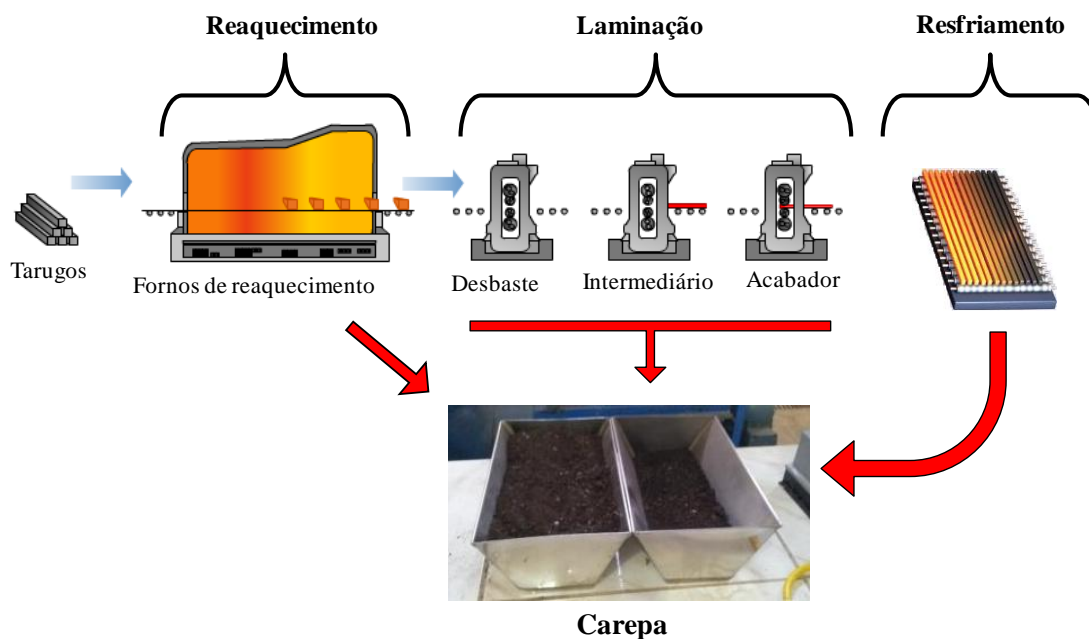 Reaquecimento
Laminação
Resfriamento
Tarugos
Fornos de reaquecimento
Desbaste
Intermediário
Acabador
Carepa